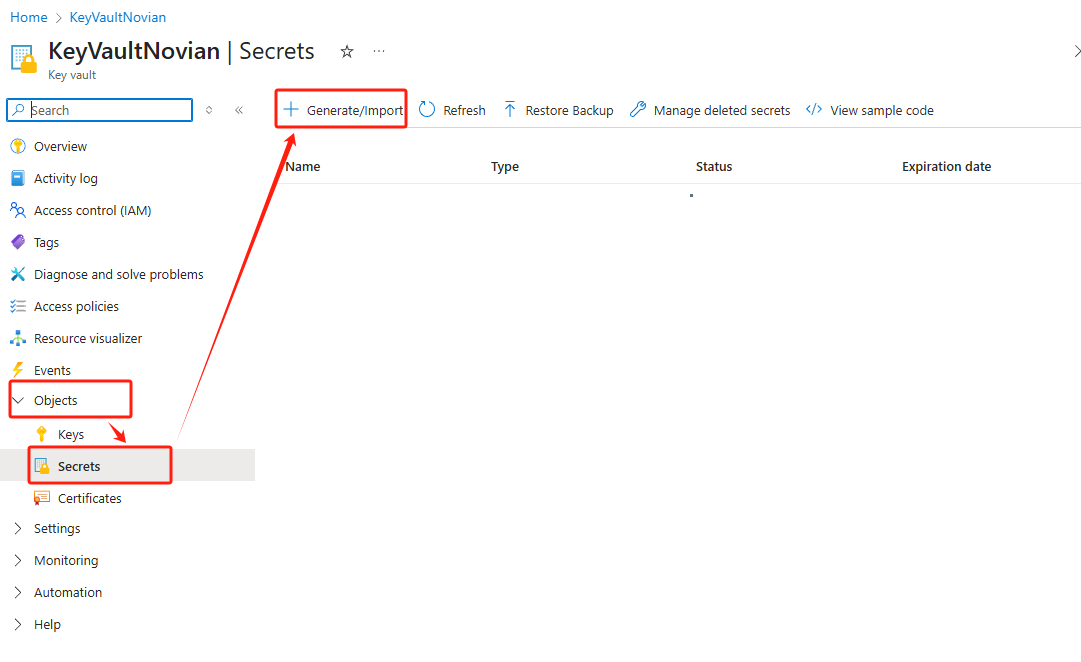 Home > KeyVaultNovian
KeyVaultNovian | Secrets
Key vault
Search
Generate/Import Refresh Restore Backup Manage deleted secrets View sample code
Name Type Status Expiration date
Overview
Activity log
Access control (IAM)
Tags
Diagnose and solve problems
Access policies
Resource visualizer
Events
Objects
Keys
Secrets
Certificates
Settings
Monitoring
Automation
Help